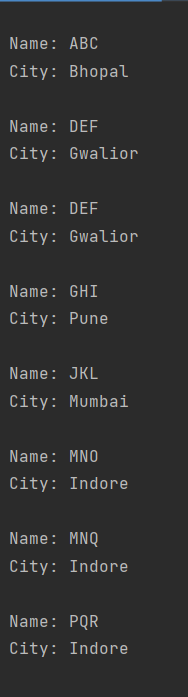 Name: ABC
City: Bhopal
Name: DEF
City: Gwalior
Name: DEF
City: Gwalior
Name: GHI
City: Pune
Name: JKL
City: Mumbai
Name: MNO
City: Indore
Name: MNQ
City: Indore
Name: PQR
City: Indore